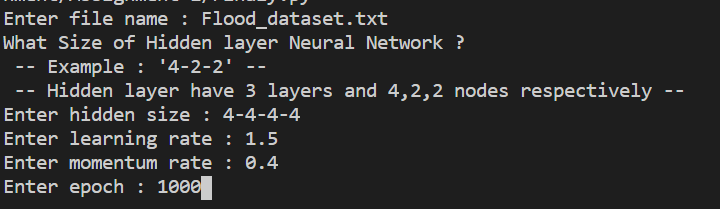 Enter file name : Flood_dataset.txt
What Size of Hidden layer Neural Network ?
 -- Example : '4-2-2' --
 -- Hidden layer have 3 layers and 4,2,2 nodes respectively --
Enter hidden size : 4-4-4-4
Enter learning rate : 1.5
Enter momentum rate : 0.4
Enter epoch : 1000